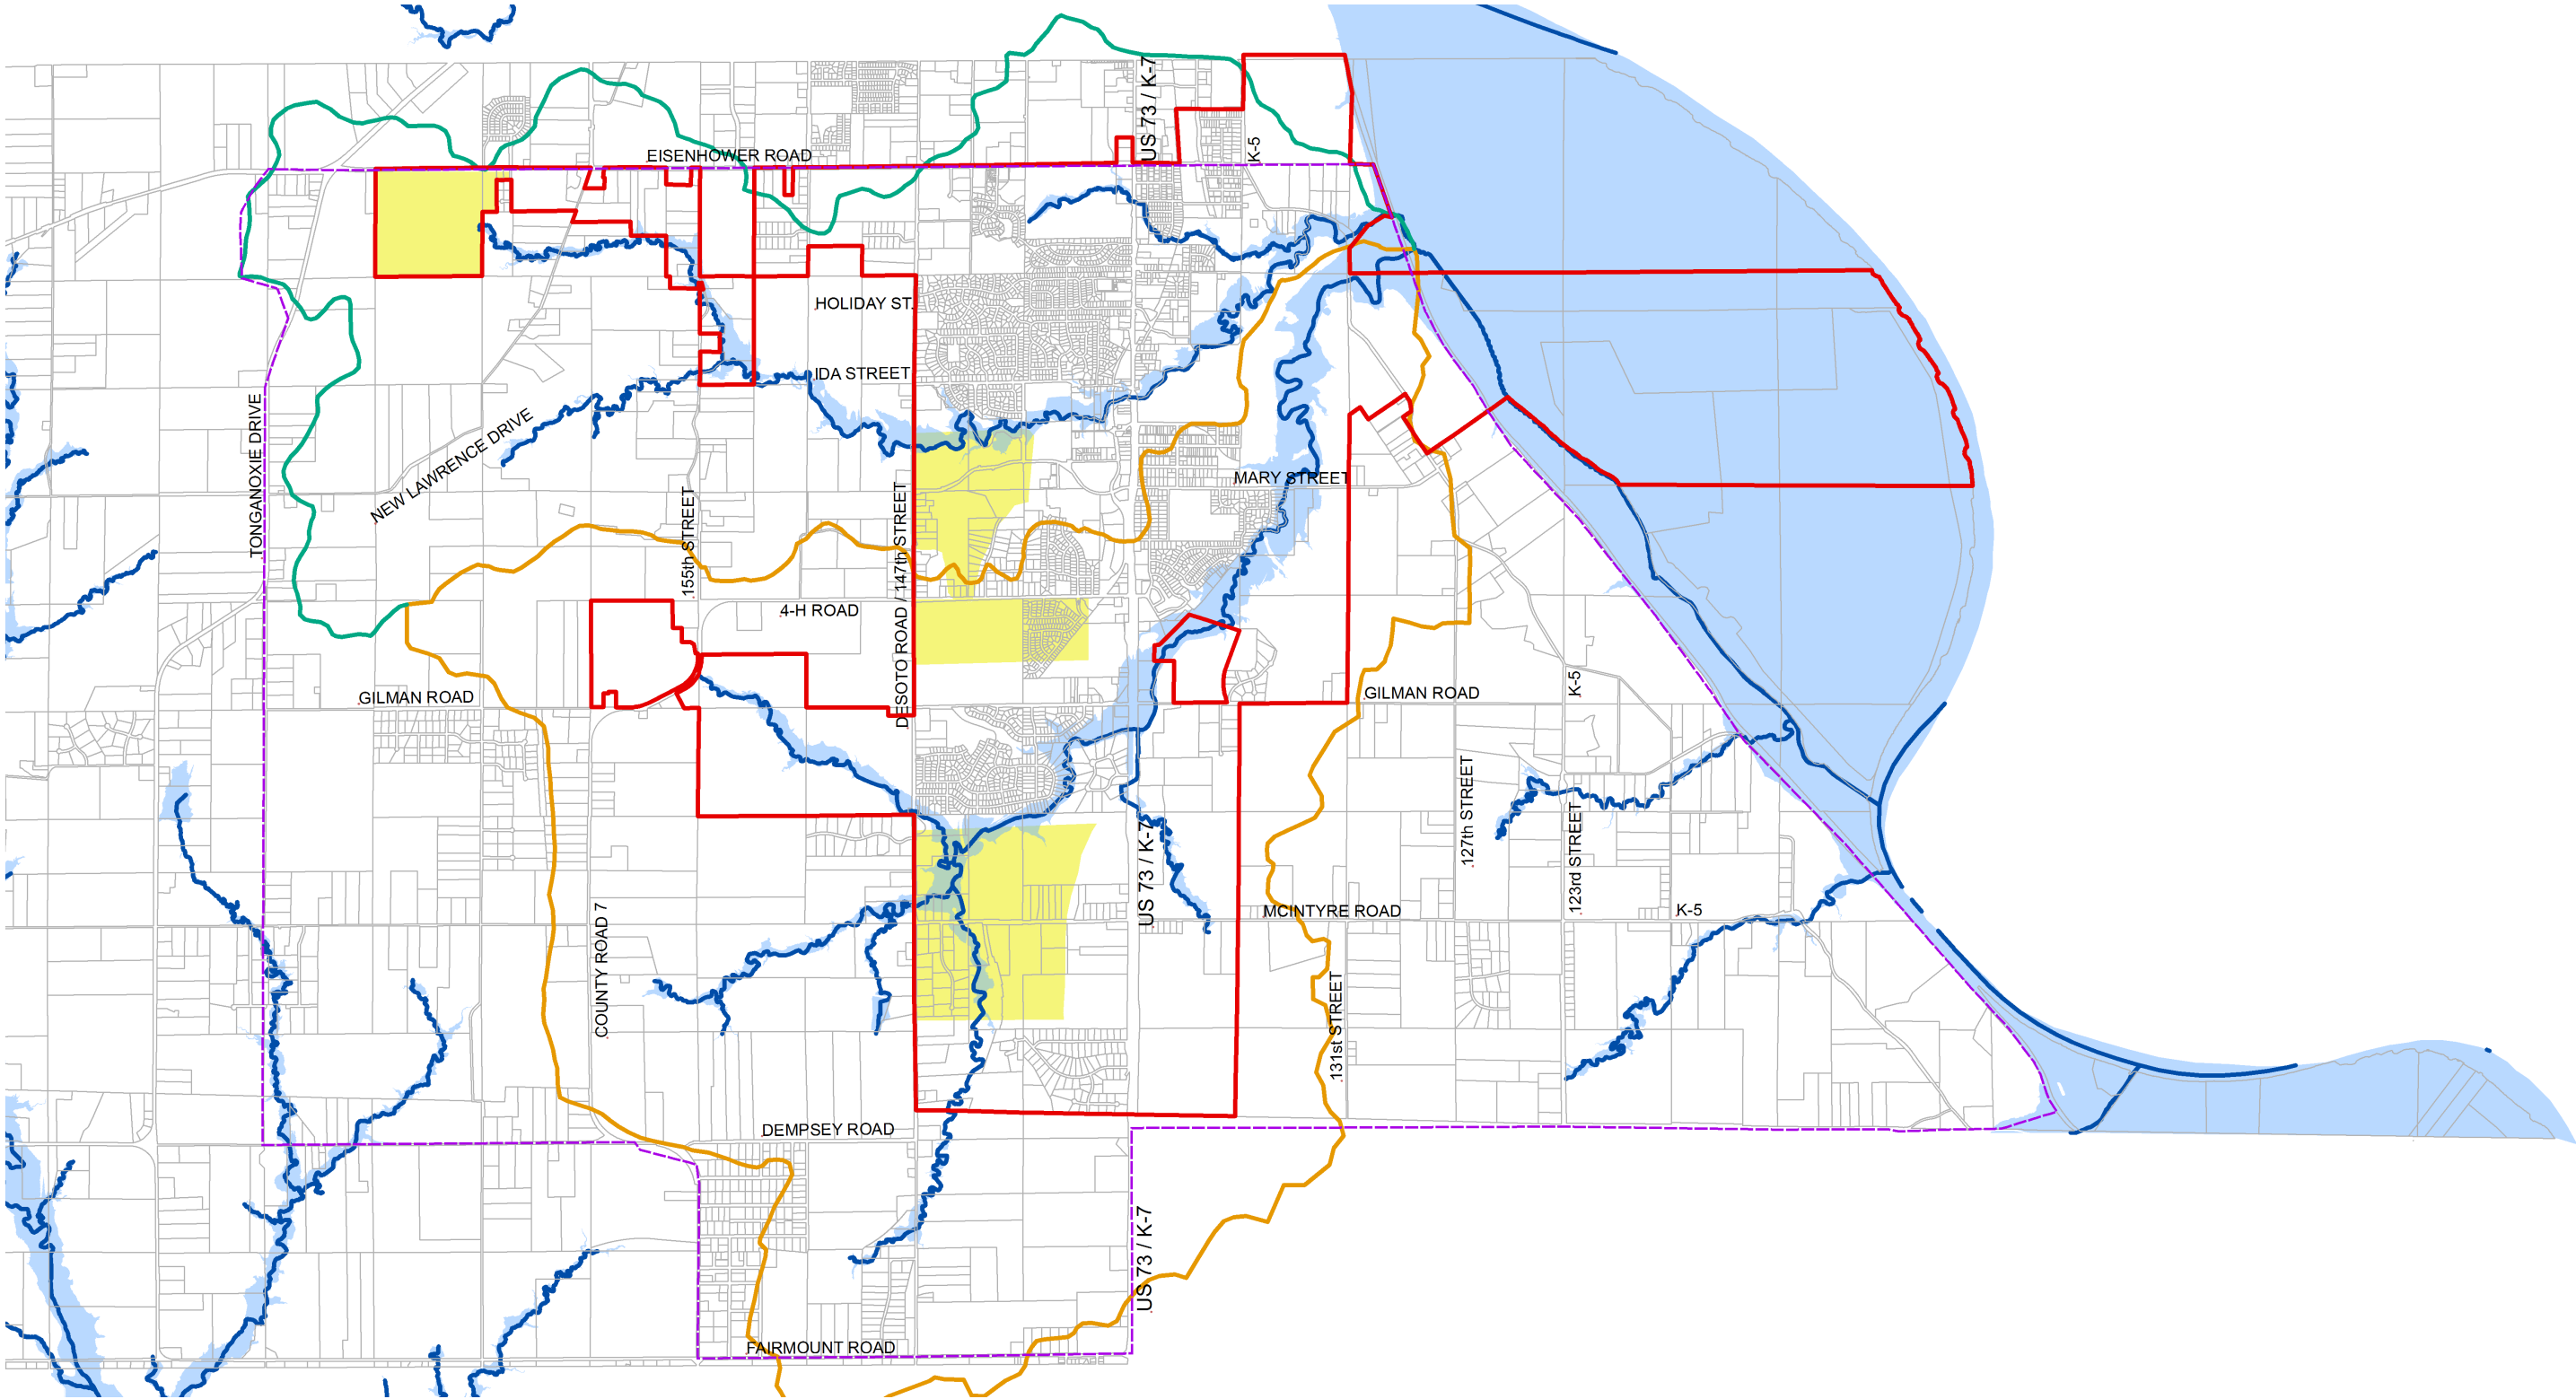 US 73 / K-7
K-5
EISENHOWER ROAD
HOLIDAY ST.
IDA STREET
TONGANOXIE DRIVE
NEW LAWRENCE DRIVE
MARY STREET
155th STREET
DESOTO ROAD / 147th STREET
4-H ROAD
GILMAN ROAD
GILMAN ROAD
K-5
127th STREET
123rd STREET
US 73 / K-7
COUNTY ROAD 7
MCINTYRE ROAD
K-5
131st STREET
DEMPSEY ROAD
US 73 / K-7
FAIRMOUNT ROAD